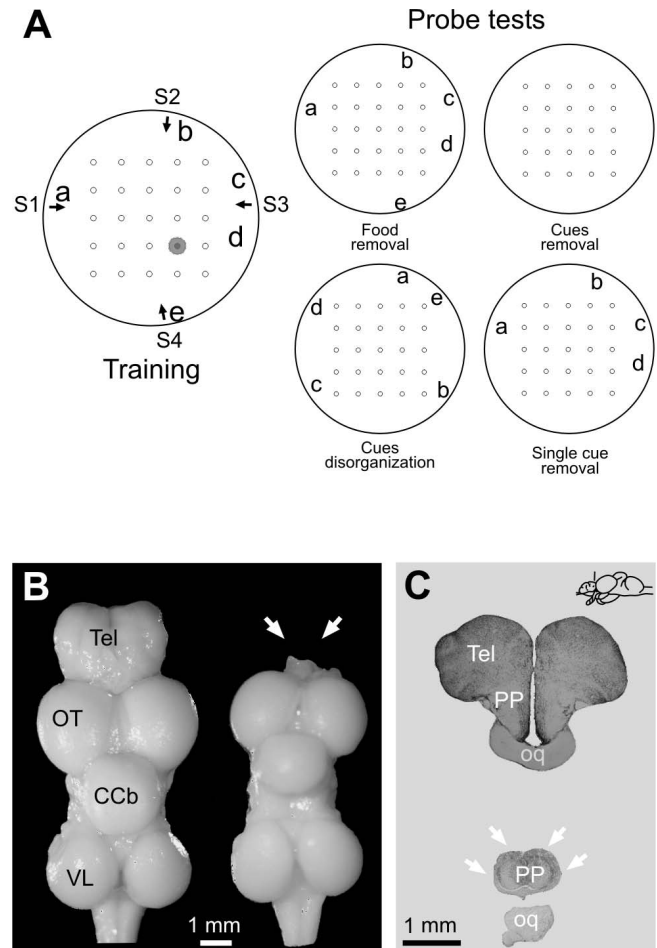 A
Probe tests
S2
b
a
c
S1
S3
d
e
S4
Training
b
a
c
d
e
Food
removal
Cues
removal
a
d
e
c
b
Cues
disorganization
b
a
c
d
Single cue
removal
B
Tel
OT
CCb
VL
1 mm
C
Tel
PP
oq
PP
oq
1 mm